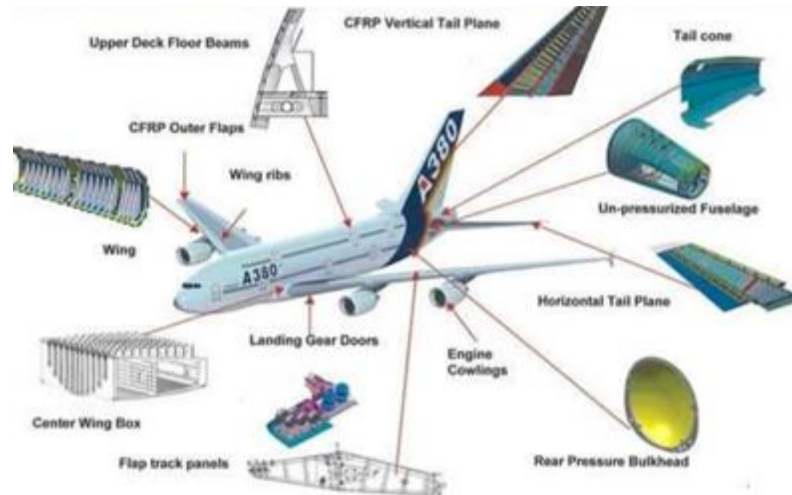 CFRP Vertical Tail Plane
Upper Deck Floor Beams
Tail cone
CFRP Outer Flaps
Wing ribs
Un-pressurized Fuselage
Wing
A380
A380
Horizontal Tail Plane
Landing Gear Doors
Engine
Cowlings
Center Wing Box
Flap track panels
Rear Pressure Bulkhead